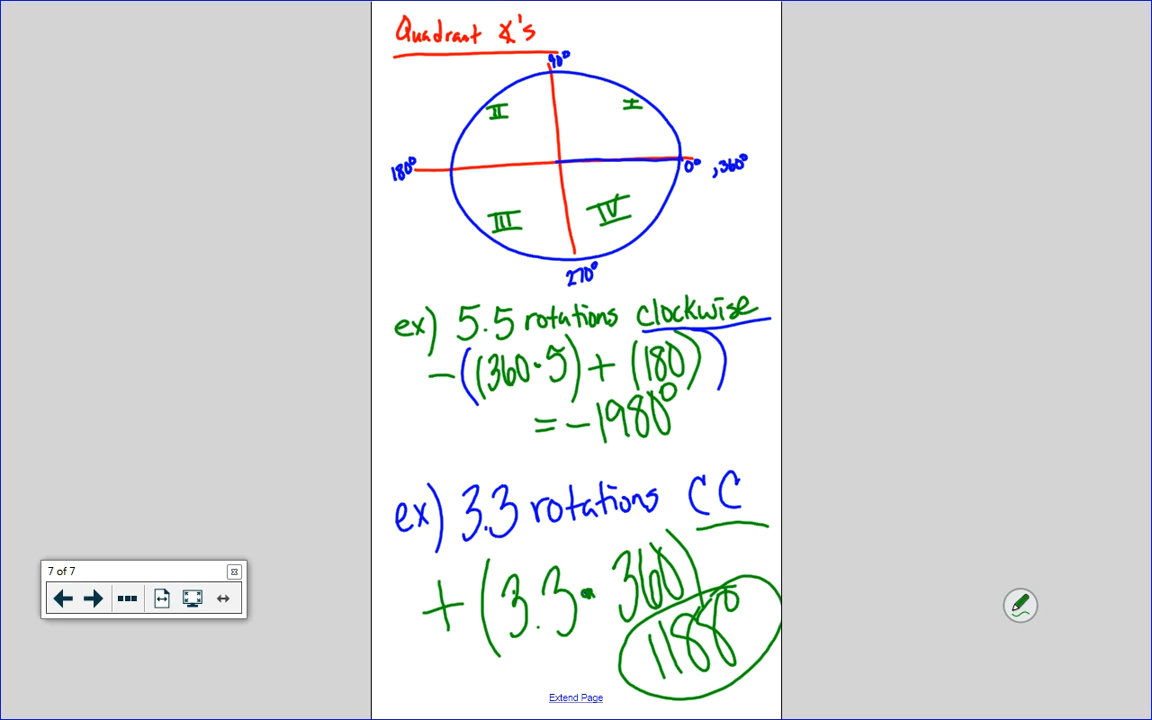 Quadrant ∡'s
90°
II
I
180°
0°, 360°
III
IV
270°
ex) 5.5 rotations clockwise
-((360·5)+(180))
=-1980°
ex) 3.3 rotations CC
+(3.3·360)
1188°
7 of 7
Extend Page